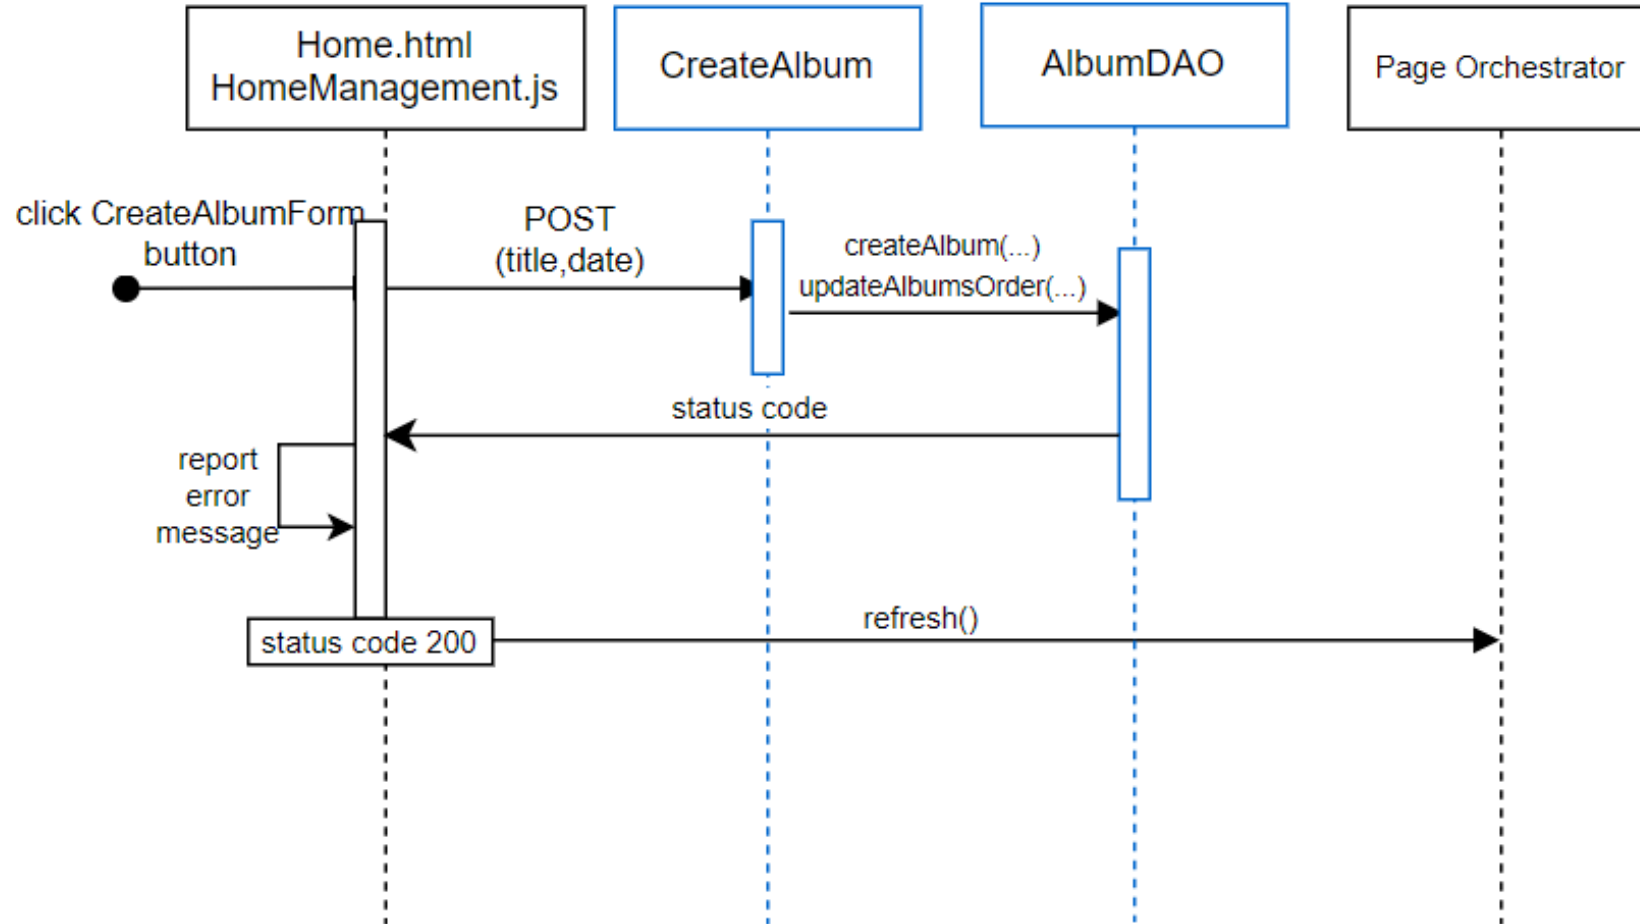 Home.html
HomeManagement.js
CreateAlbum
AlbumDAO
Page Orchestrator
click CreateAlbumForm
button
POST
(title,date)
createAlbum(...)
updateAlbumsOrder(...)
status code
report
error
message
status code 200
refresh()